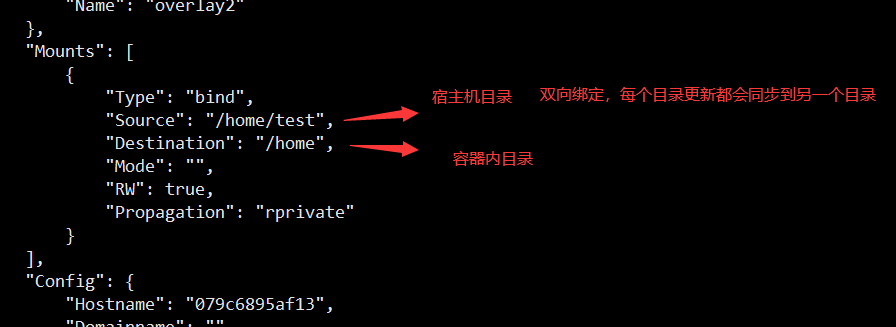 "Name": "overlay2"
},
"Mounts": [
{
"Type": "bind",
"Source": "/home/test",
"Destination": "/home",
"Mode": "",
"RW": true,
"Propagation": "rprivate"
}
],
"Config": {
"Hostname": "079c6895af13",
"Domainname": ""
宿主机目录
双向绑定，每个目录更新都会同步到另一个目录
容器内目录